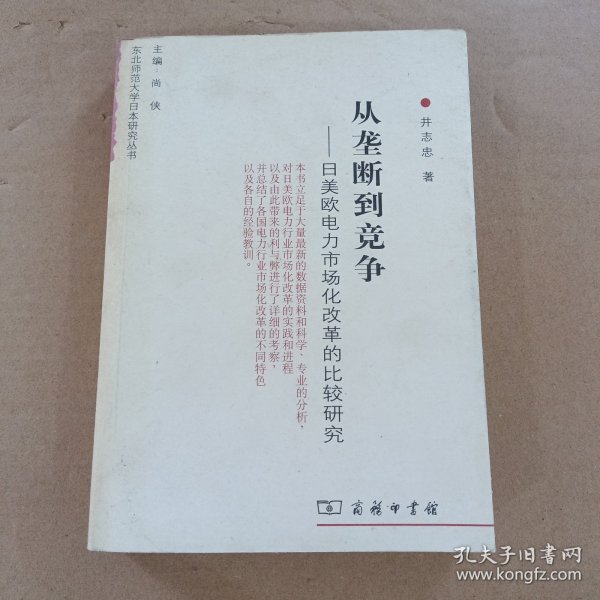 井志忠 著
从垄断到竞争
——日美欧电力市场化改革的比较研究
本书立足于大量最新的数据资料和科学、专业的分析，
对日美欧电力行业市场化改革的实践和进程
以及由此带来的利与弊进行了详细的考察，
并总结了各国电力行业市场化改革的不同特色
以及各自的经验教训。
主编：尚侠
东北师范大学日本研究丛书
商务印书馆
孔夫子旧书网
www.kongfz.com